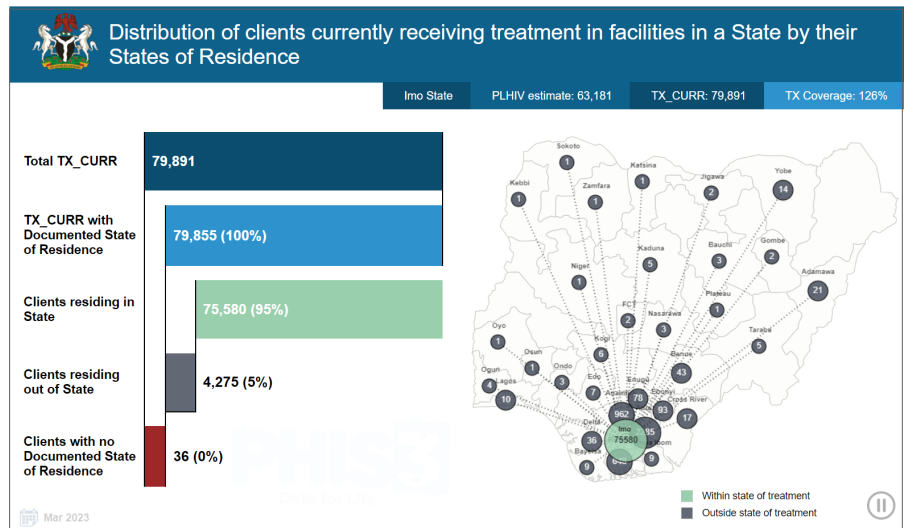 Distribution of clients currently receiving treatment in facilities in a State by their
States of Residence
Imo State
PLHIV estimate: 63,181
TX_CURR: 79,891
TX Coverage: 126%
Total TX_CURR
79,891
TX_CURR with
Documented State
of Residence
79,855 (100%)
Clients residing in
State
75,580 (95%)
Clients residing
out of State
4,275 (5%)
Clients with no
Documented State
of Residence
36 (0%)
Sokoto
1
Katsina
1
Kebbi
1
Zamfara
1
Jigawa
2
Yobe
14
Kaduna
5
Bauchi
3
Gombe
2
Niger
1
Adamawa
21
FCT
2
Nasarawa
3
Plateau
1
Taraba
5
Oyo
1
Osun
1
Kogi
6
Benue
43
Ogun
4
Lagos
10
Ondo
3
Edo
7
Enugu
78
Ebonyi
93
Cross River
17
962
Delta
36
Imo
75580
Bayelsa
9
9
Within state of treatment
Outside state of treatment
Mar 2023